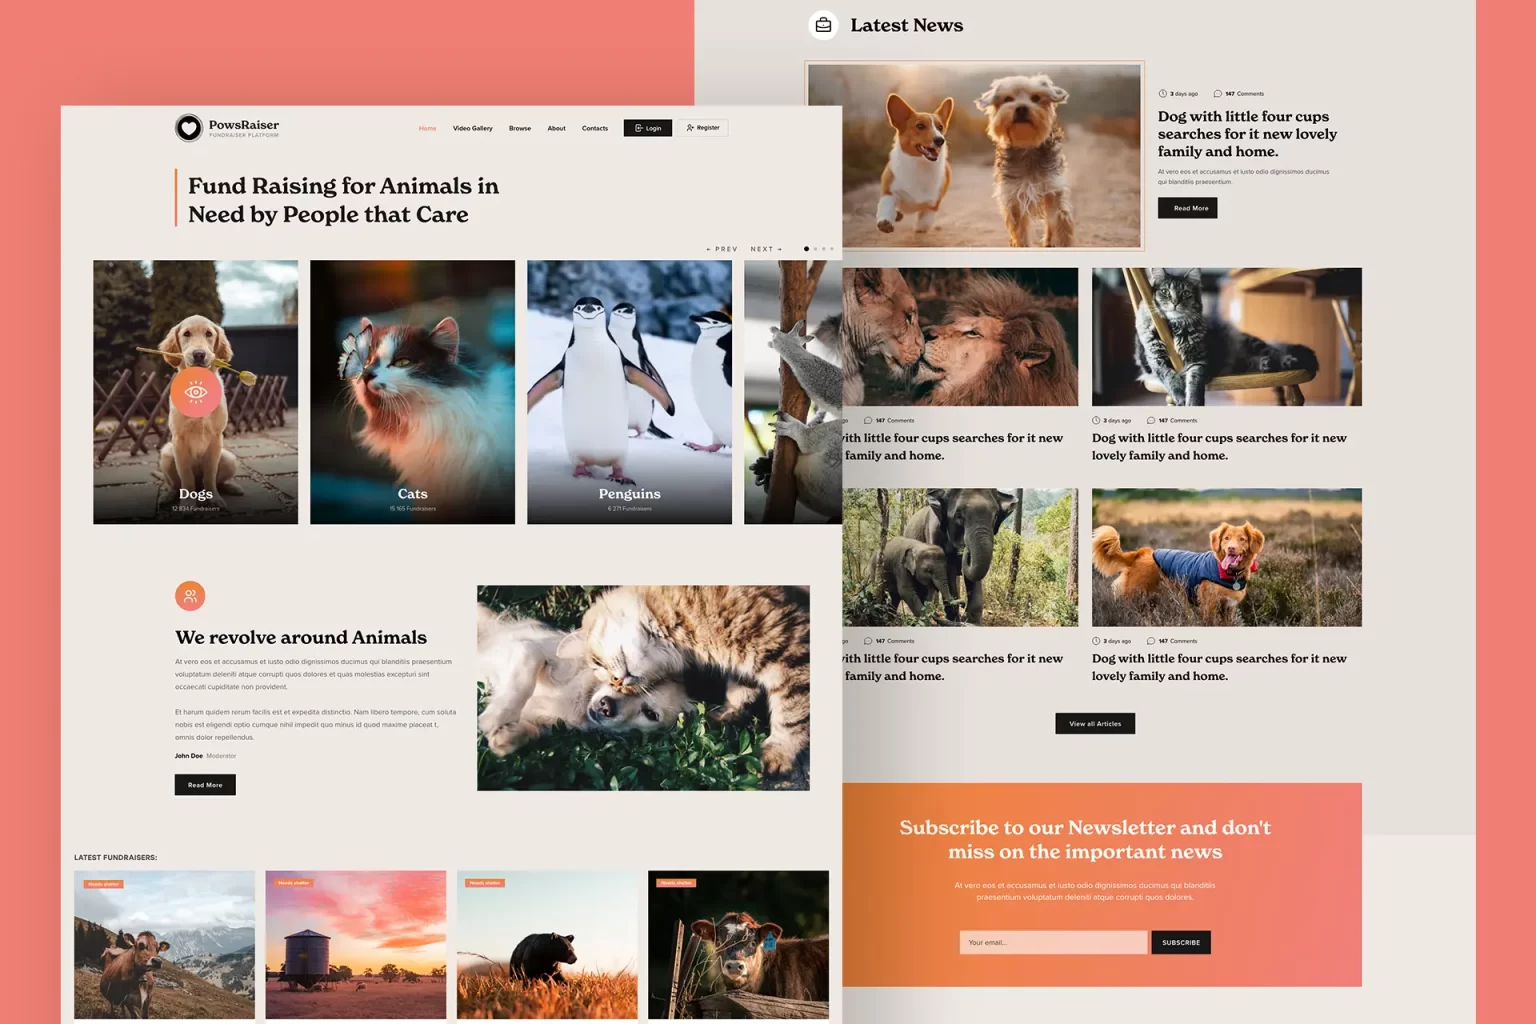 Latest News
3 days ago 147 Comments
Dog with little four cups
searches for it new lovely
family and home.
At vero eos et accusamus et iusto odio dignissimos ducimus
qui blanditiis praesentium.
Read More
PowsRaiser
FUNDRAISER PLATFORM
Home Video Gallery Browse About Contacts Login Register
Fund Raising for Animals in
Need by People that Care
PREV NEXT
Dogs
12 834 Fundraisers
Cats
15 165 Fundraisers
Penguins
6 271 Fundraisers
147 Comments
with little four cups searches for it new
family and home.
3 days ago 147 Comments
Dog with little four cups searches for it new
lovely family and home.
147 Comments
with little four cups searches for it new
family and home.
3 days ago 147 Comments
Dog with little four cups searches for it new
lovely family and home.
View all Articles
We revolve around Animals
At vero eos et accusamus et iusto odio dignissimos ducimus qui blanditiis praesentium
voluptatum deleniti atque corrupti quos dolores et quas molestias excepturi sint
occaecati cupiditate non provident.
Et harum quidem rerum facilis est et expedita distinctio. Nam libero tempore, cum soluta
nobis est eligendi optio cumque nihil impedit quo minus id quod maxime placeat t,
omnis dolor repellendus.
John Doe Moderator
Read More
LATEST FUNDRAISERS:
Needs shelter
Needs shelter
Needs shelter
Needs shelter
Subscribe to our Newsletter and don't
miss on the important news
At vero eos et accusamus et iusto odio dignissimos ducimus qui blanditiis
praesentium voluptatum deleniti atque corrupti quos dolores.
Your email...
SUBSCRIBE